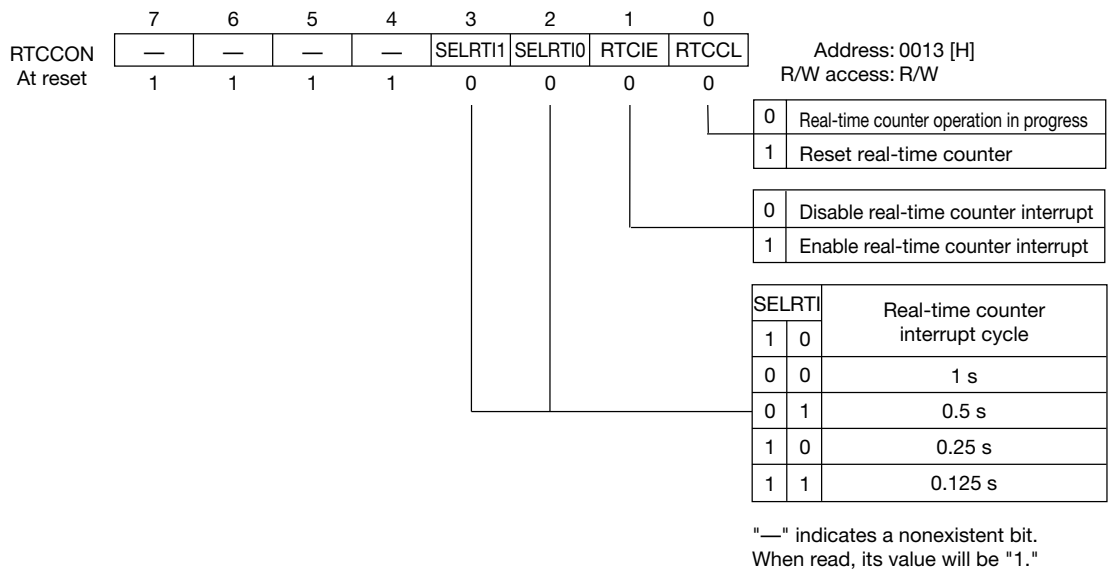 7 6 5 4 3 2 1 0
RTCCON — — — — SELRTI1 SELRTI0 RTCIE RTCCL Address: 0013 [H]
At reset 1 1 1 1 0 0 0 0 R/W access: R/W
0 Real-time counter operation in progress
1 Reset real-time counter
0 Disable real-time counter interrupt
1 Enable real-time counter interrupt
SELRTI Real-time counter
1 0 interrupt cycle
0 0 1 s
0 1 0.5 s
1 0 0.25 s
1 1 0.125 s
"—" indicates a nonexistent bit.
When read, its value will be "1."